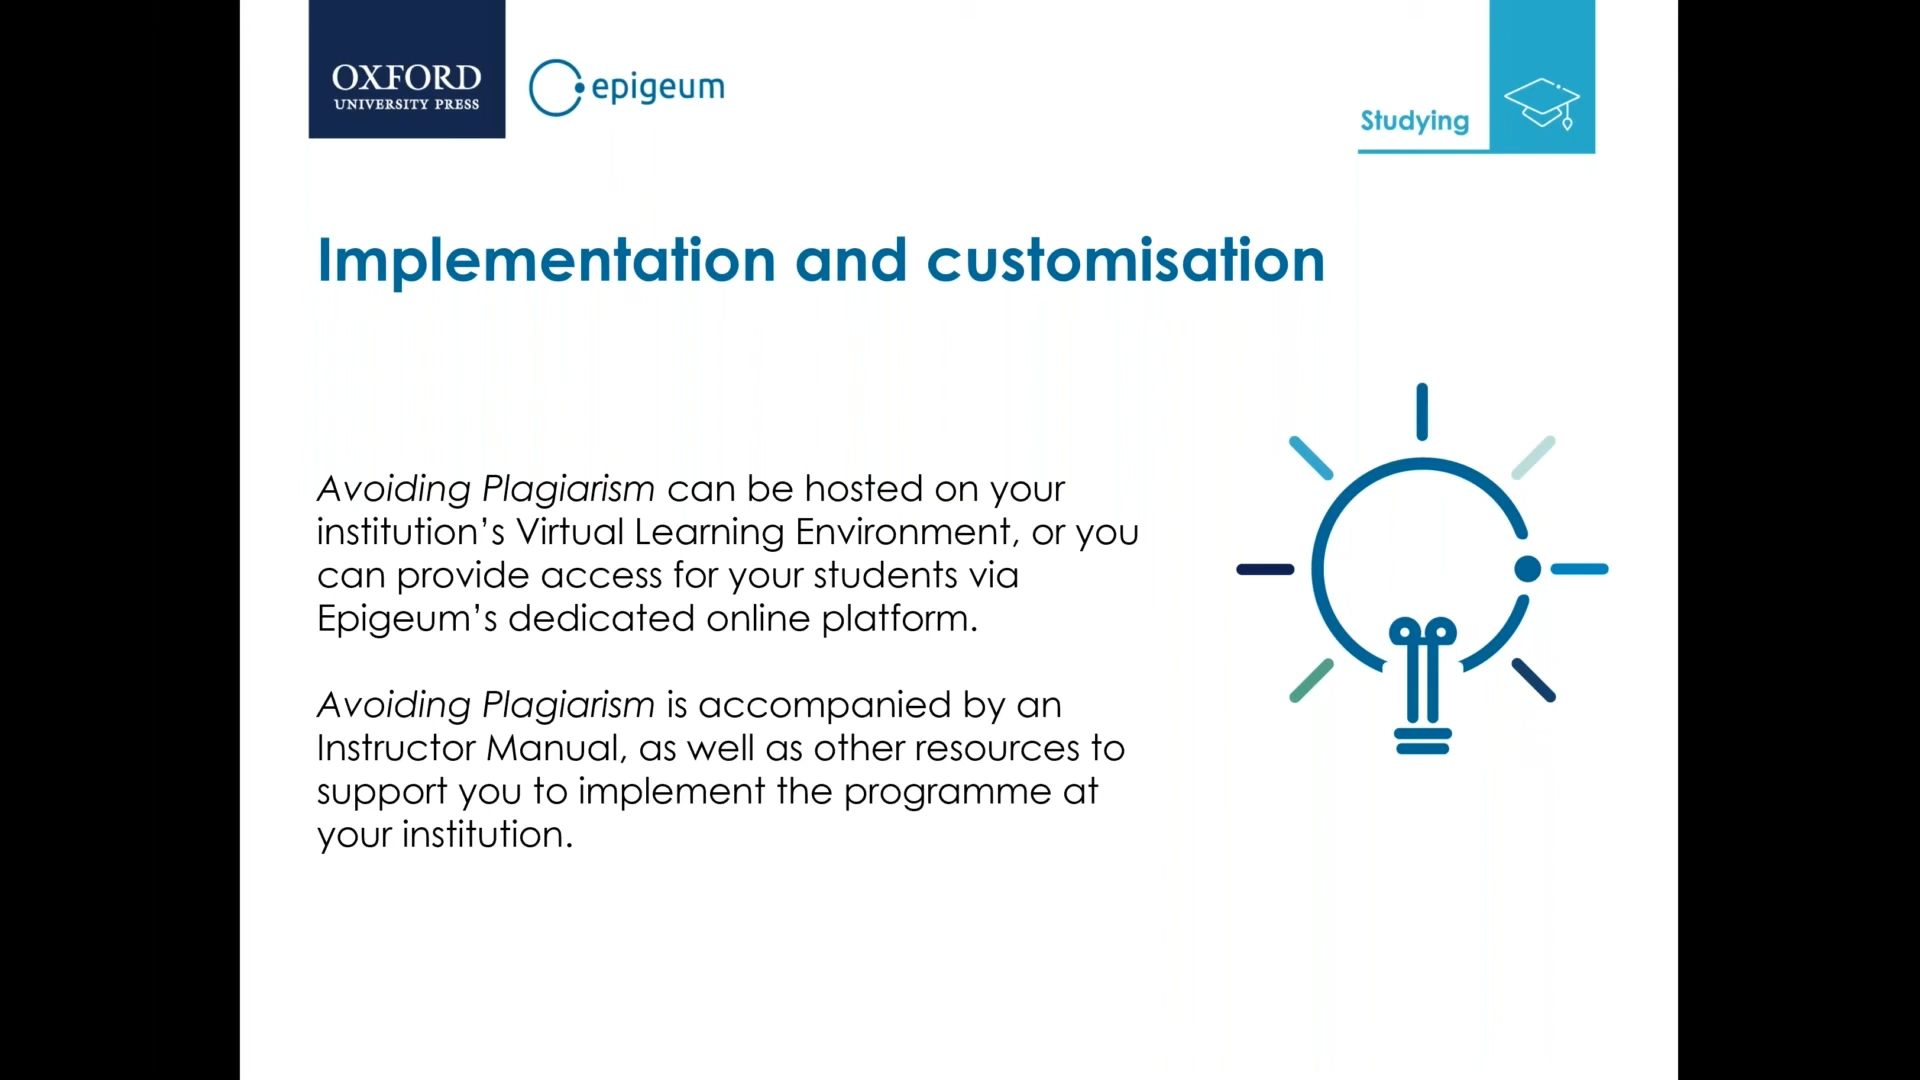 OXFORD
UNIVERSITY PRESS
epigeum
Studying
Implementation and customisation
Avoiding Plagiarism can be hosted on your
institution’s Virtual Learning Environment, or you
can provide access for your students via
Epigeum’s dedicated online platform.
Avoiding Plagiarism is accompanied by an
Instructor Manual, as well as other resources to
support you to implement the programme at
your institution.